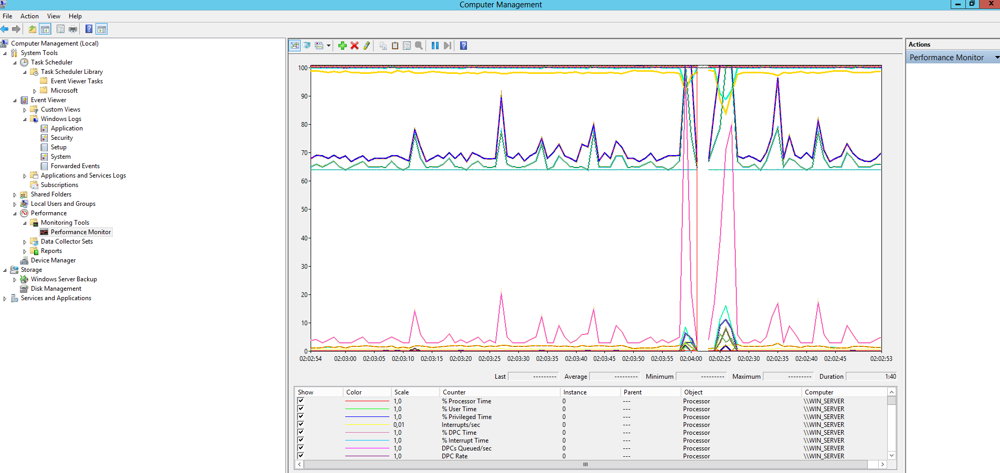 Computer Management
File Action View Help
Computer Management (Local)
System Tools
Task Scheduler
Task Scheduler Library
Event Viewer Tasks
Microsoft
Event Viewer
Custom Views
Windows Logs
Application
Security
Setup
System
Forwarded Events
Applications and Services Logs
Subscriptions
Shared Folders
Local Users and Groups
Performance
Monitoring Tools
Performance Monitor
Data Collector Sets
Reports
Device Manager
Storage
Windows Server Backup
Disk Management
Services and Applications
100
90
80
70
60
50
40
30
20
10
0
02:02:54 02:03:00 02:03:05 02:03:10 02:03:15 02:03:20 02:03:25 02:03:30 02:03:35 02:03:40 02:03:45 02:03:50 02:03:55 02:04:00 02:02:25 02:02:30 02:02:35 02:02:40 02:02:45 02:02:53
Last --------- Average --------- Minimum --------- Maximum --------- Duration 1:40
Show Color Scale Counter Instance Parent Object Computer
1,0 % Processor Time 0 --- Processor \\WIN_SERVER
1,0 % User Time 0 --- Processor \\WIN_SERVER
1,0 % Privileged Time 0 --- Processor \\WIN_SERVER
0,01 Interrupts/sec 0 --- Processor \\WIN_SERVER
1,0 % DPC Time 0 --- Processor \\WIN_SERVER
1,0 % Interrupt Time 0 --- Processor \\WIN_SERVER
1,0 DPCs Queued/sec 0 --- Processor \\WIN_SERVER
1,0 DPC Rate 0 --- Processor \\WIN_SERVER
Actions
Performance Monitor